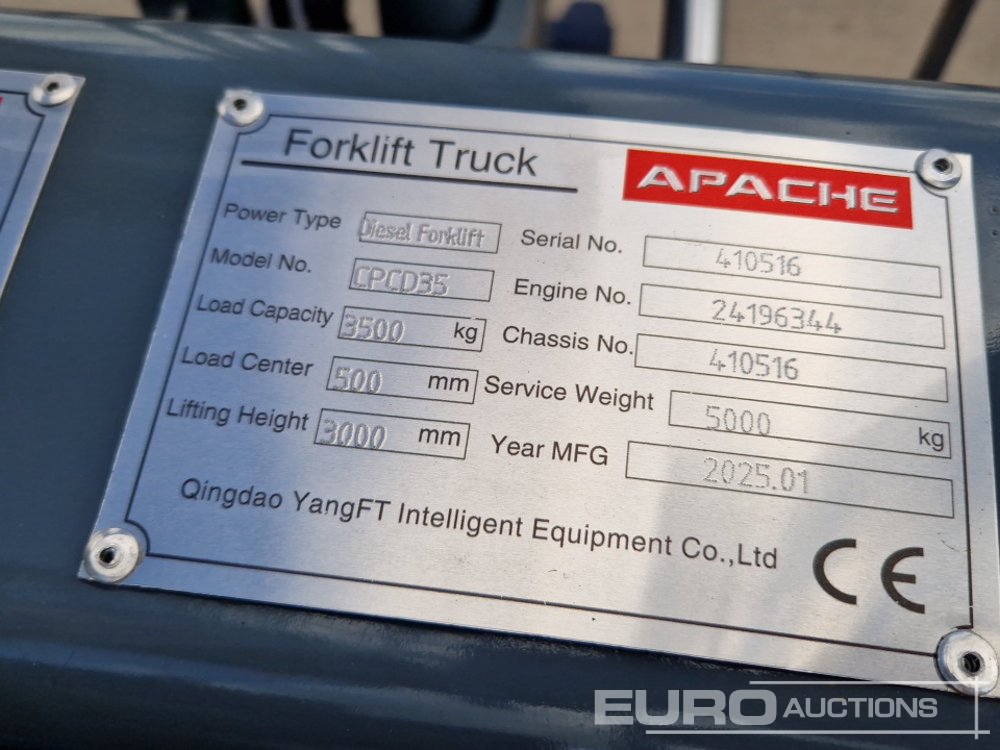 Forklift Truck
APACHE
Power Type Diesel Forklift
Model No. CPCD35
Load Capacity 3500 kg
Load Center 500 mm
Lifting Height 3000 mm
Serial No. 410516
Engine No. 24196344
Chassis No. 410516
Service Weight 5000 kg
Year MFG 2025.01
Qingdao YangFT Intelligent Equipment Co.,Ltd
CE
EURO AUCTIONS